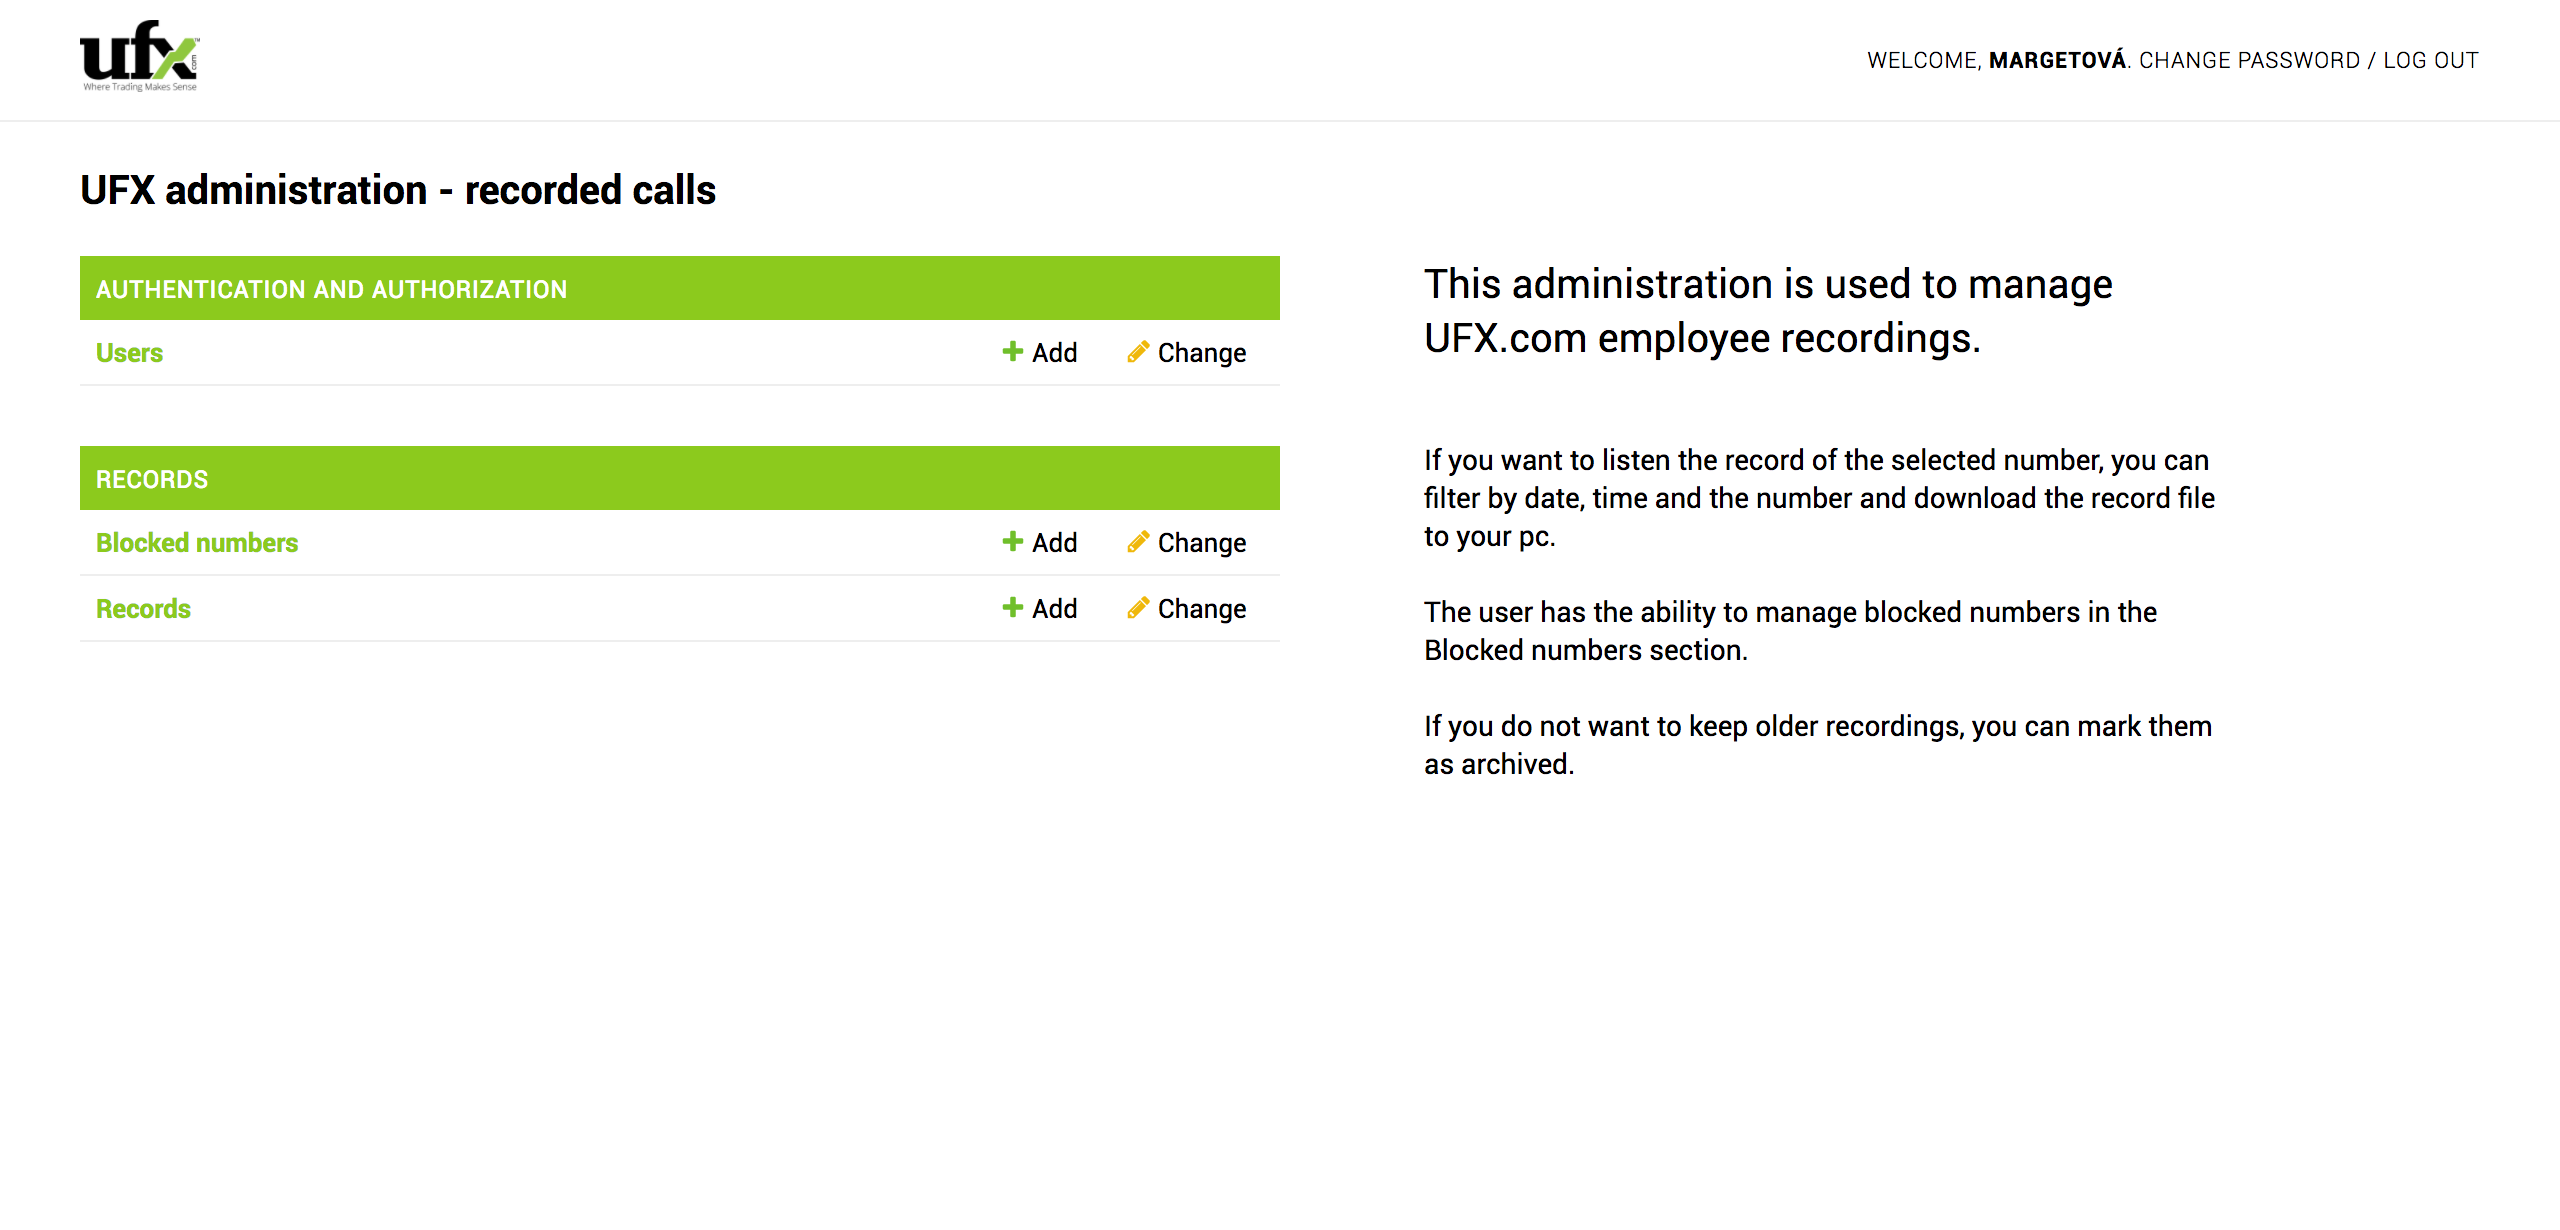 ufx.com™
Where Trading Makes Sense
WELCOME, MARGETOVÁ. CHANGE PASSWORD / LOG OUT
UFX administration - recorded calls
AUTHENTICATION AND AUTHORIZATION
Users Add Change
RECORDS
Blocked numbers Add Change
Records Add Change
This administration is used to manage
UFX.com employee recordings.
If you want to listen the record of the selected number, you can
filter by date, time and the number and download the record file
to your pc.
The user has the ability to manage blocked numbers in the
Blocked numbers section.
If you do not want to keep older recordings, you can mark them
as archived.